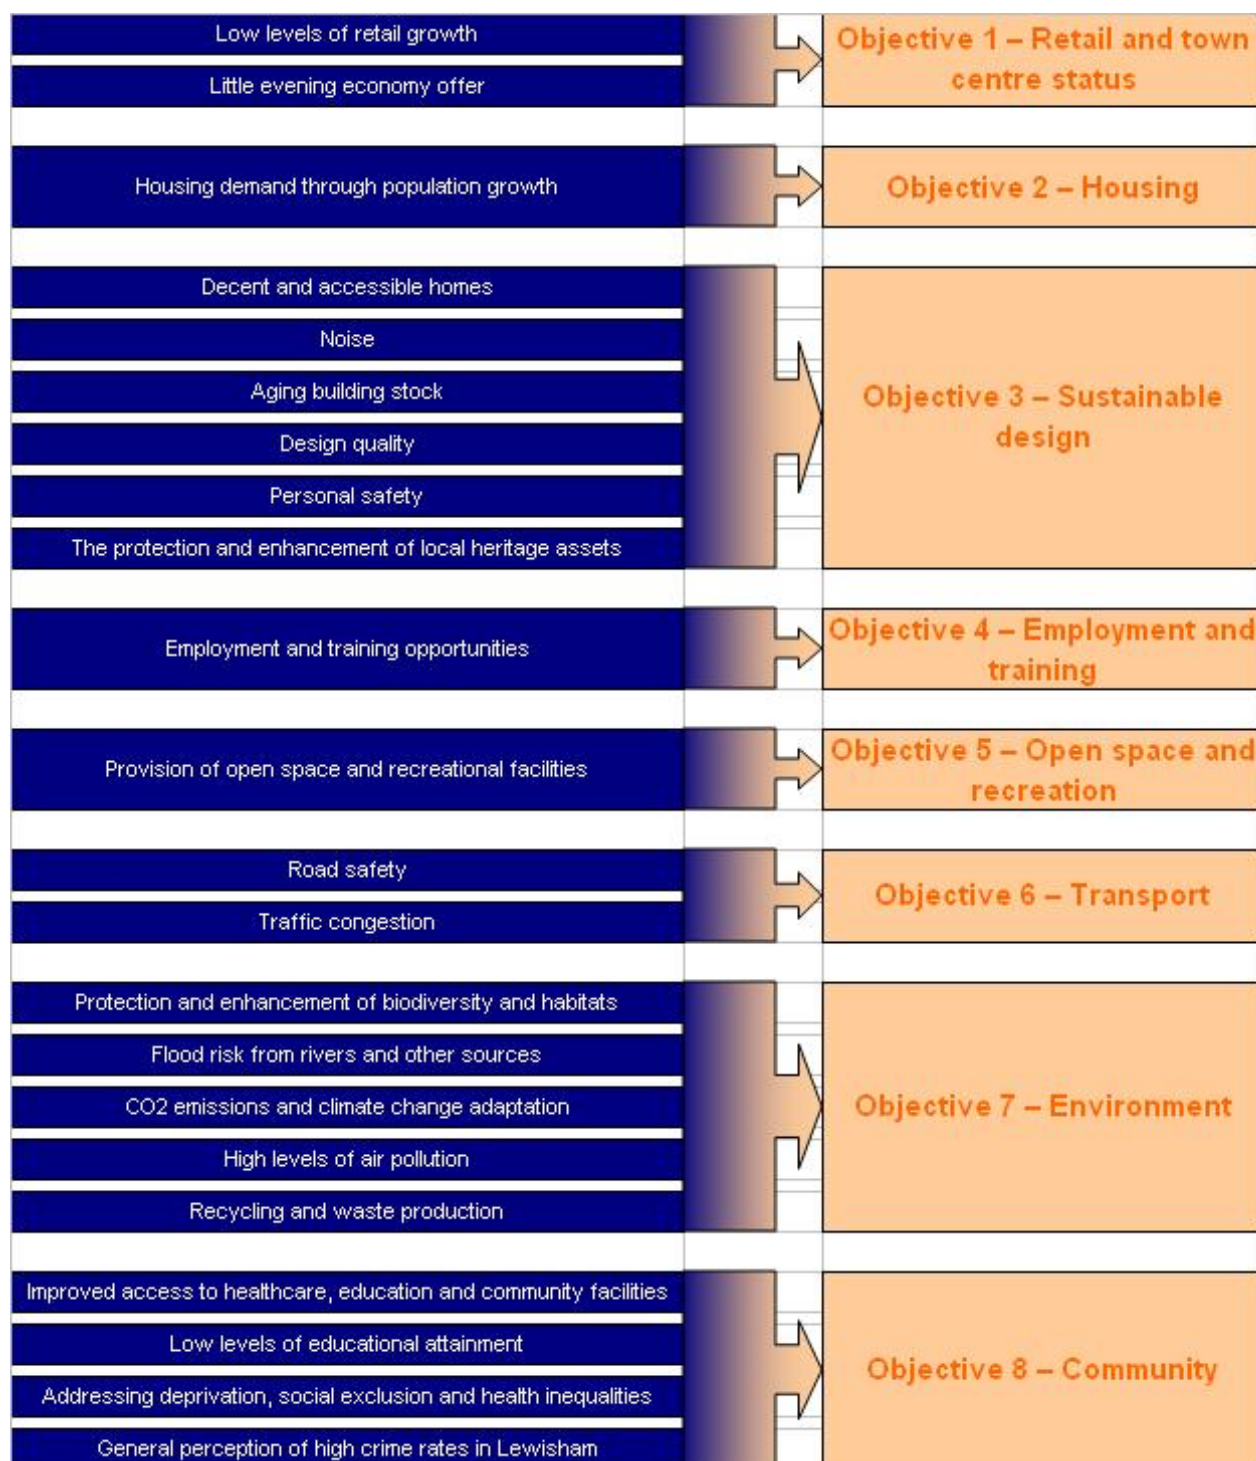 Low levels of retail growth
Little evening economy offer
Objective 1 – Retail and town
centre status
Housing demand through population growth
Objective 2 – Housing
Decent and accessible homes
Noise
Aging building stock
Design quality
Personal safety
The protection and enhancement of local heritage assets
Objective 3 – Sustainable
design
Employment and training opportunities
Objective 4 – Employment and
training
Provision of open space and recreational facilities
Objective 5 – Open space and
recreation
Road safety
Traffic congestion
Objective 6 – Transport
Protection and enhancement of biodiversity and habitats
Flood risk from rivers and other sources
CO2 emissions and climate change adaptation
High levels of air pollution
Recycling and waste production
Objective 7 – Environment
Improved access to healthcare, education and community facilities
Low levels of educational attainment
Addressing deprivation, social exclusion and health inequalities
General perception of high crime rates in Lewisham
Objective 8 – Community